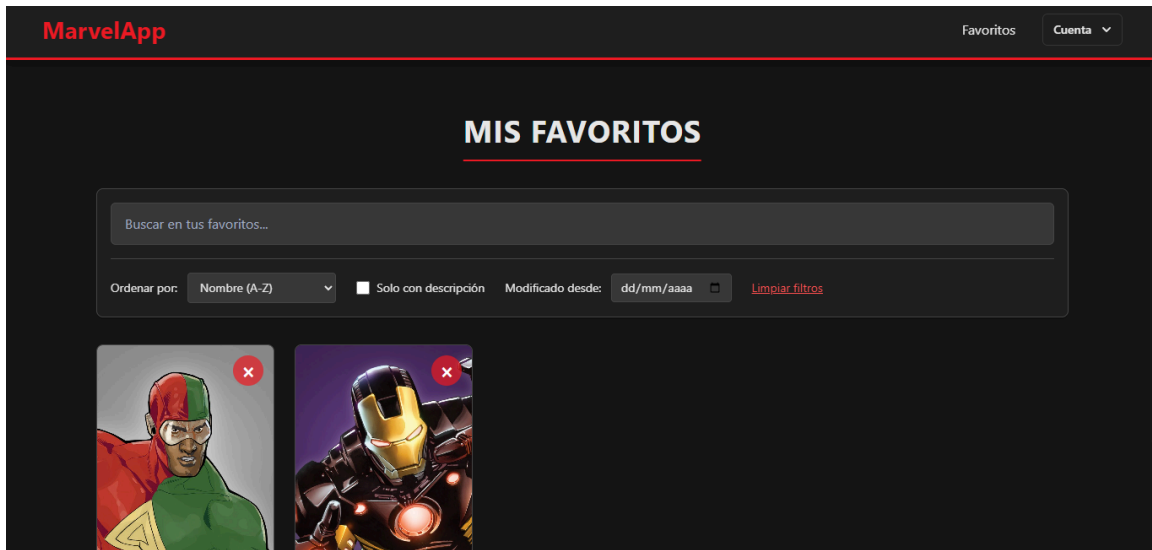 MarvelApp
Favoritos
Cuenta
MIS FAVORITOS
Buscar en tus favoritos...
Ordenar por: Nombre (A-Z) Solo con descripción Modificado desde: dd/mm/aaaa Limpiar filtros